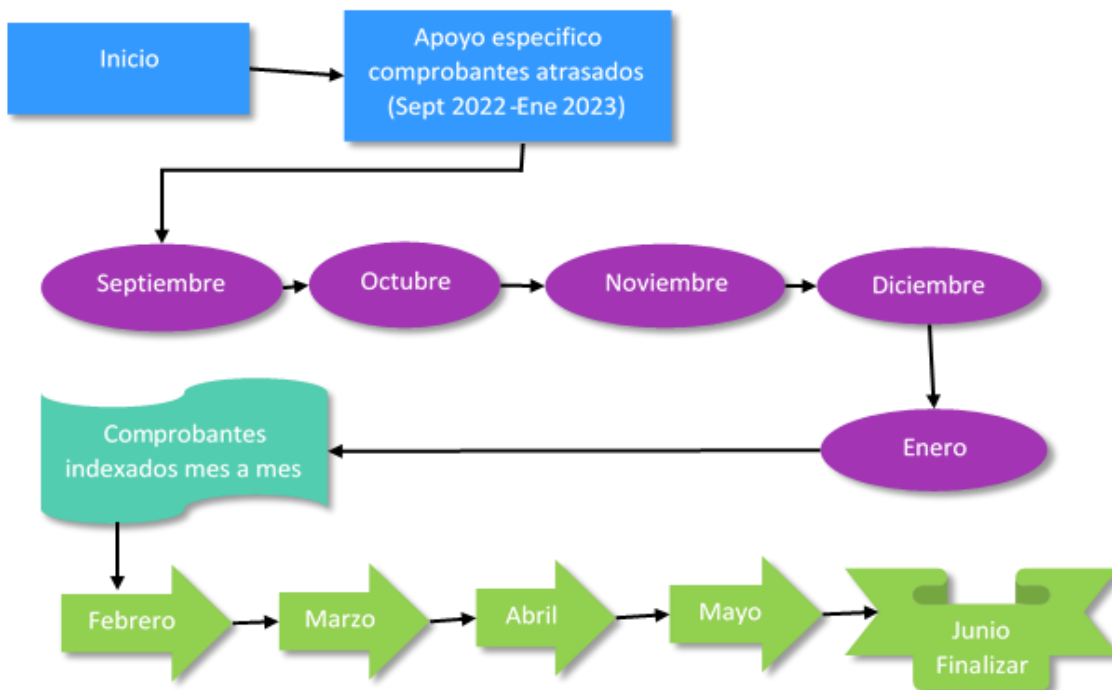 Inicio
Apoyo especifico
comprobantes atrasados
(Sept 2022 -Ene 2023)
Septiembre
Octubre
Noviembre
Diciembre
Enero
Comprobantes
indexados mes a mes
Febrero
Marzo
Abril
Mayo
Junio
Finalizar